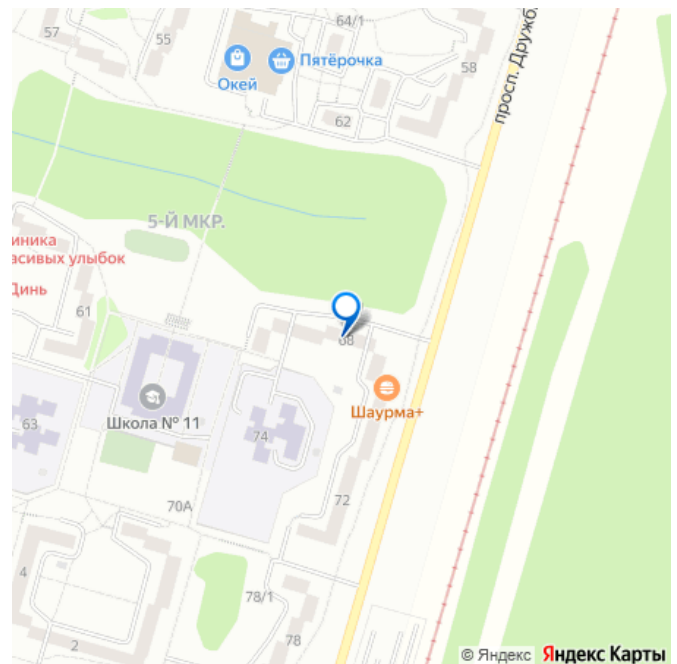 64/1
57
55
Пятёрочка
Окей
58
просп. Дружб
62
5-Й МКР.
иника
асивых улыбок
Динь
61
68
Шаурма+
Школа № 11
63
74
72
70А
4
78/1
2
78
© Яндекс Яндекс Карты